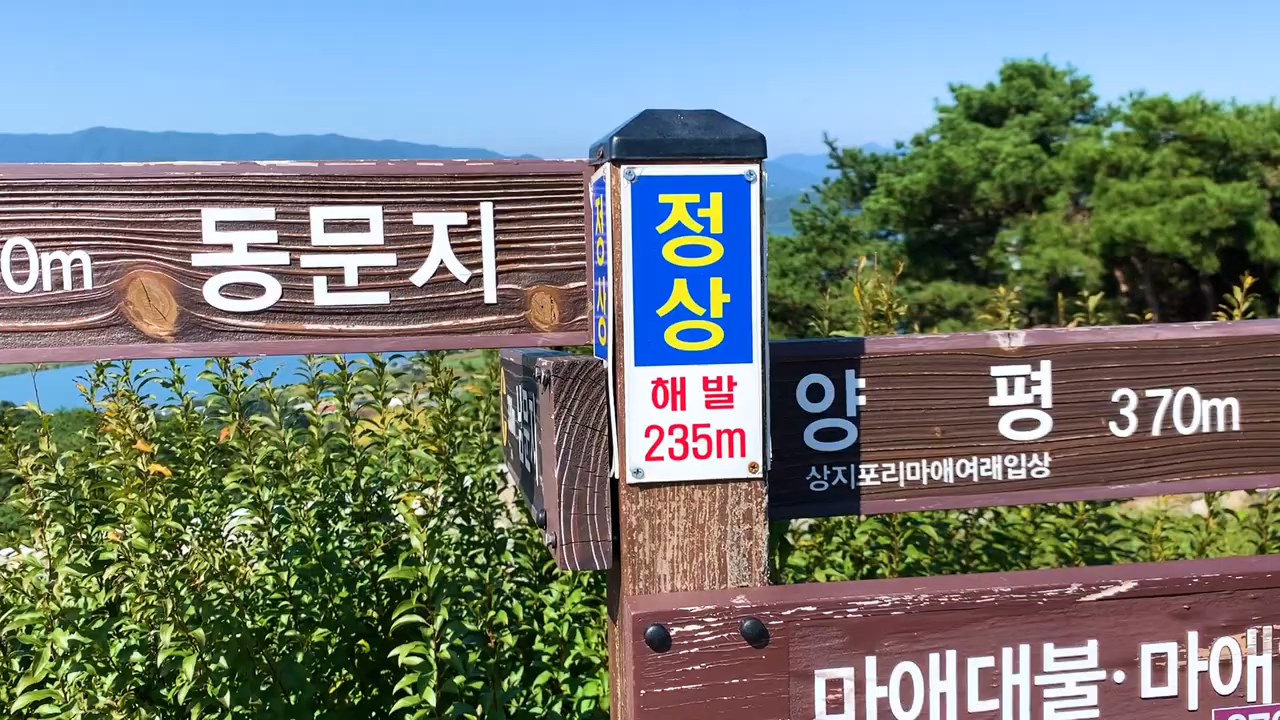 0m 동문지
정상
해발
235m
정상
양 평 370m
상지포리마애여래입상
마애대불·마애